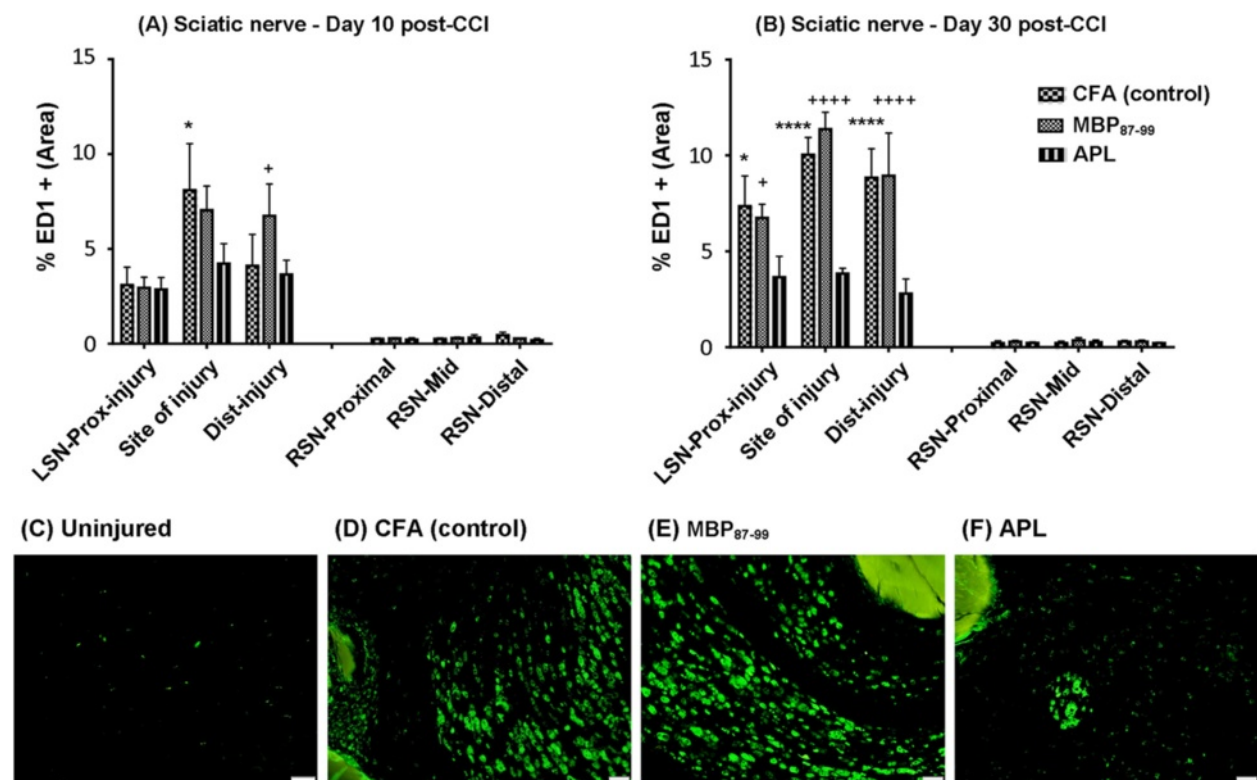 (A) Sciatic nerve - Day 10 post-CCI
% ED1 + (Area)
15
10
5
0
*
+
LSN-Prox-injury
Site of injury
Dist-injury
RSN-Proximal
RSN-Mid
RSN-Distal
(B) Sciatic nerve - Day 30 post-CCI
% ED1 + (Area)
15
10
5
0
*
+
****
++++
****
++++
CFA (control)
MBP87-99
APL
LSN-Prox-injury
Site of injury
Dist-injury
RSN-Proximal
RSN-Mid
RSN-Distal
(C) Uninjured
(D) CFA (control)
(E) MBP87-99
(F) APL